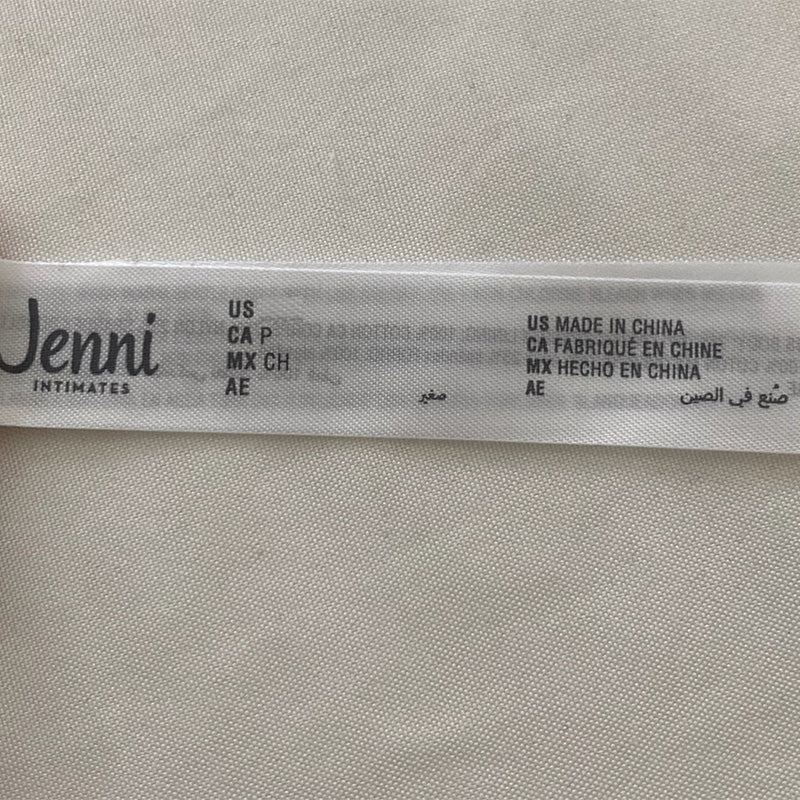 Jenni
INTIMATES
US
CA P
MX CH
AE صغير
US MADE IN CHINA
CA FABRIQUÉ EN CHINE
MX HECHO EN CHINA
AE صُنع في الصين